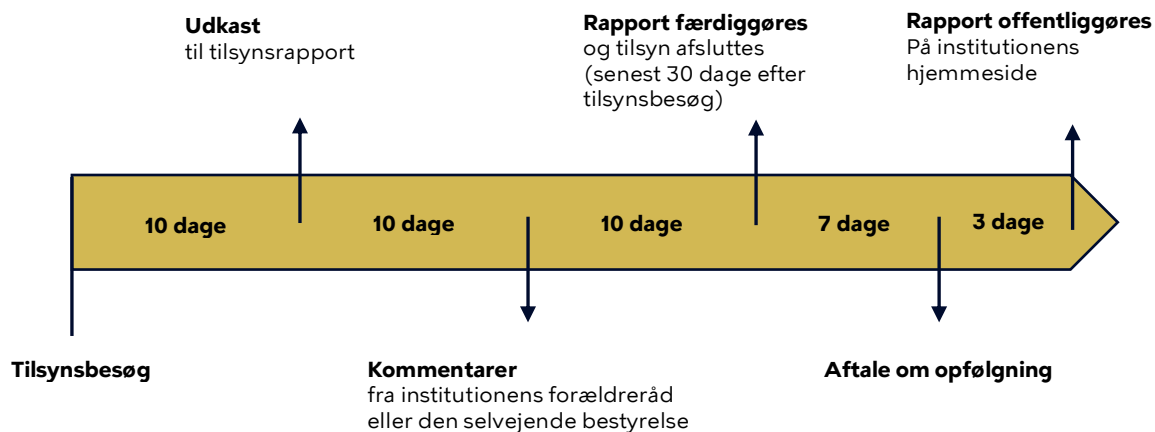 Udkast
til tilsynsrapport
Rapport færdiggøres
og tilsyn afsluttes
(senest 30 dage efter
tilsynsbesøg)
Rapport offentliggøres
På institutionens
hjemmeside
10 dage
10 dage
10 dage
7 dage
3 dage
Tilsynsbesøg
Kommentarer
fra institutionens forældreråd
eller den selvejende bestyrelse
Aftale om opfølgning